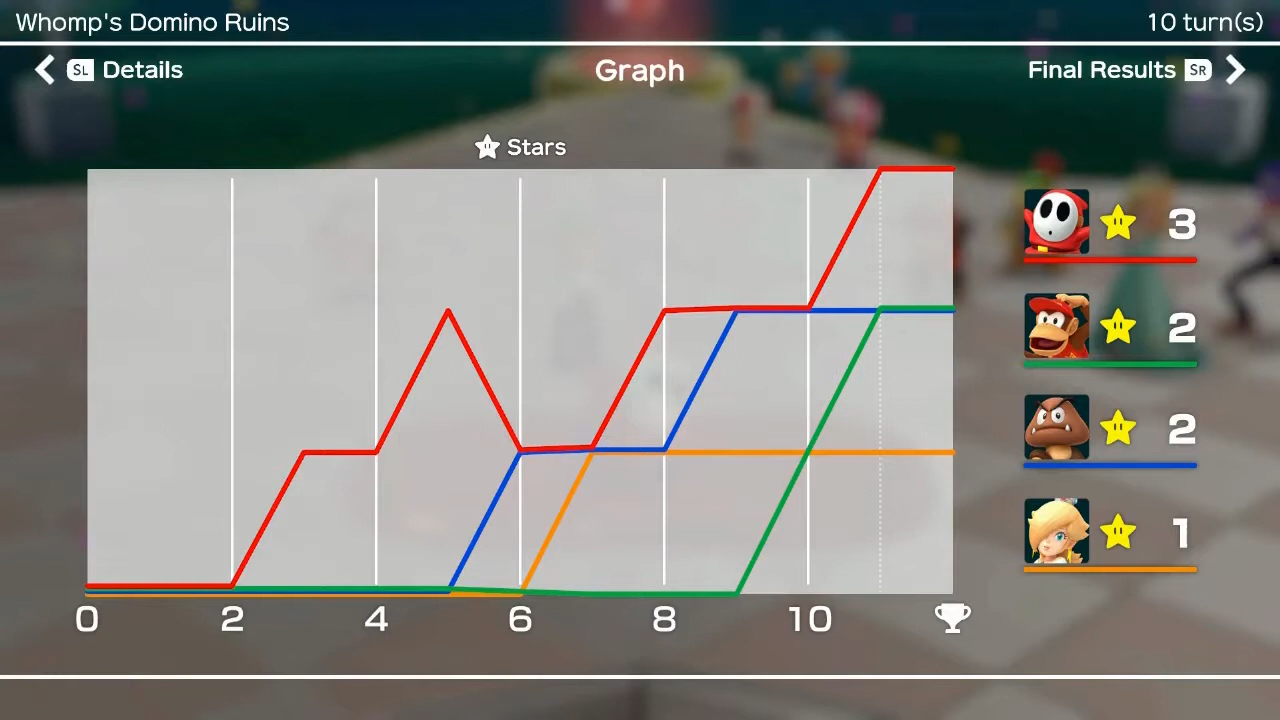 Whomp's Domino Ruins
10 turn(s)
SL Details
Graph
Final Results SR
Stars
3
2
2
1
0 2 4 6 8 10